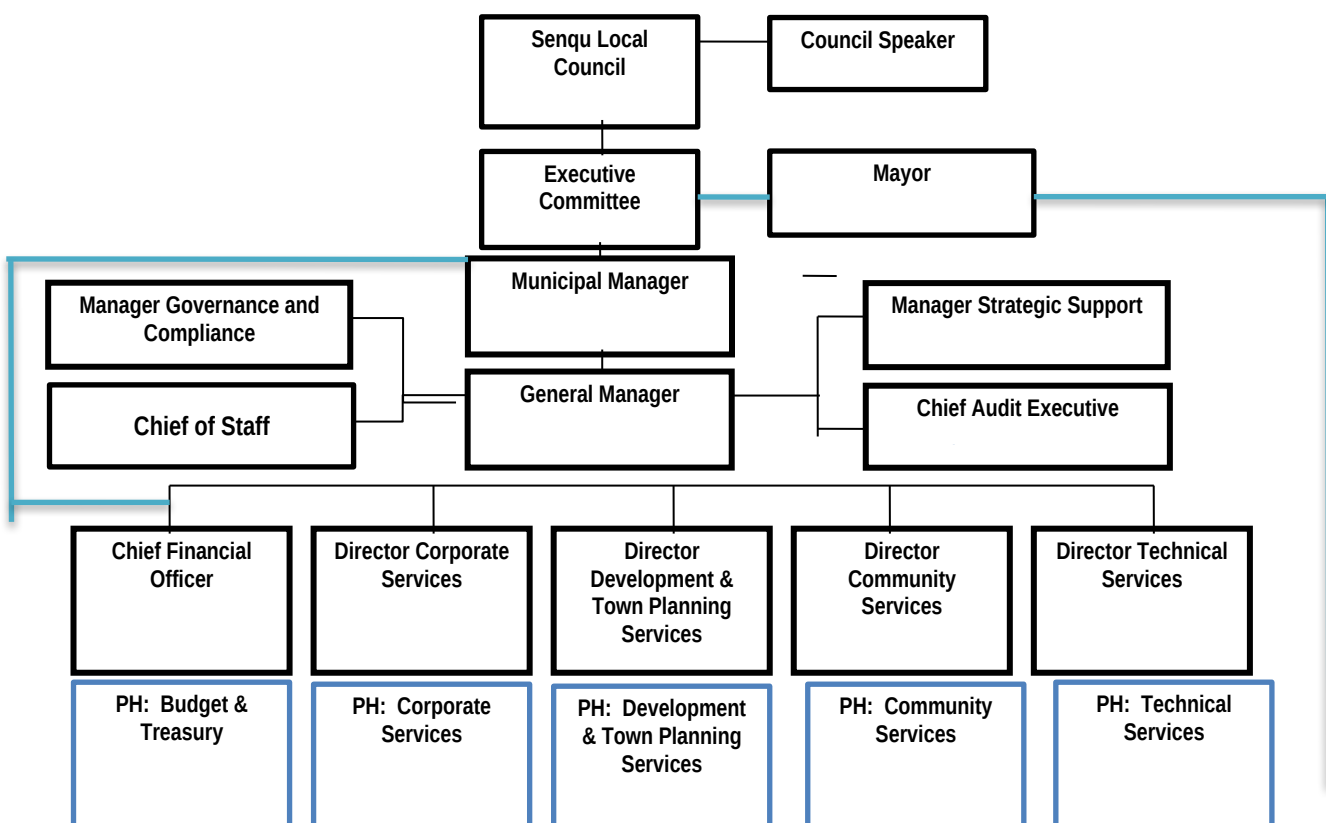 Senqu Local
Council
Council Speaker
Executive
Committee
Mayor
Municipal Manager
Manager Governance and
Compliance
Manager Strategic Support
General Manager
Chief of Staff
Chief Audit Executive
Chief Financial
Officer
Director Corporate
Services
Director
Development &
Town Planning
Services
Director
Community
Services
Director Technical
Services
PH:  Budget &
Treasury
PH:  Corporate
Services
PH:  Development
& Town Planning
Services
PH:  Community
Services
PH:  Technical
Services